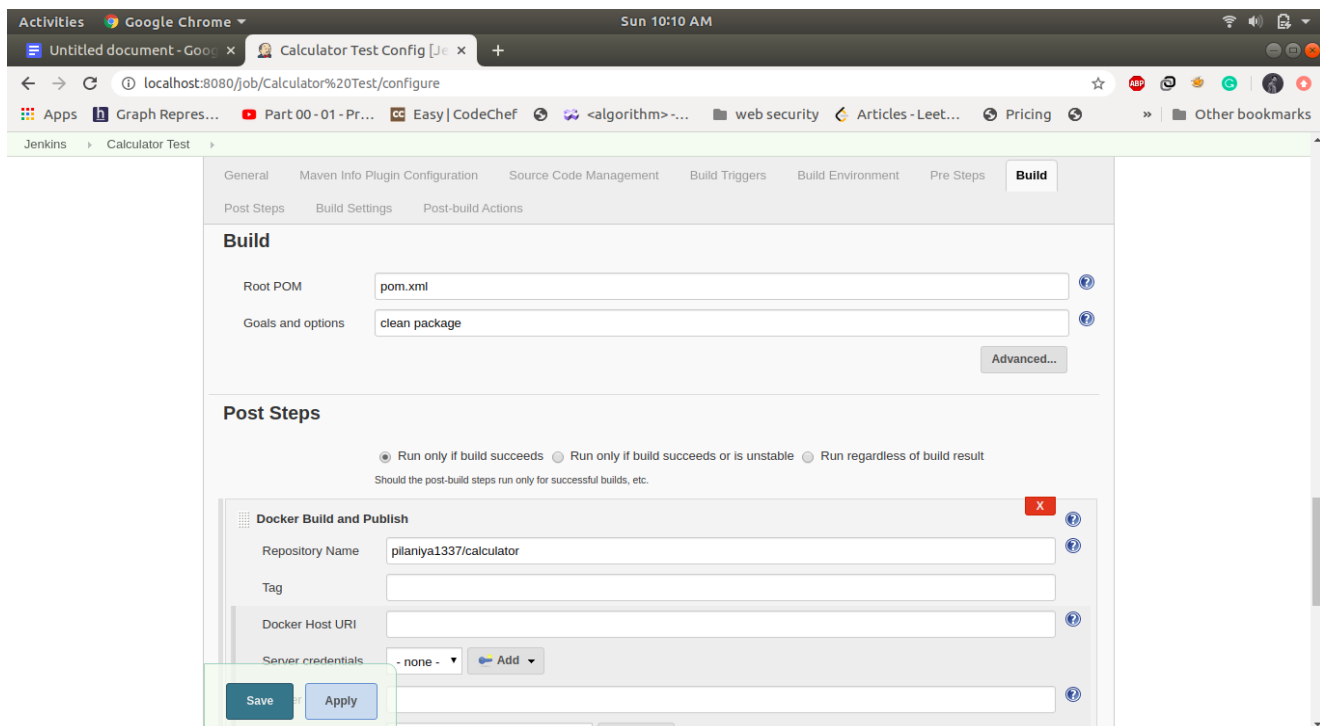 Activities Google Chrome Sun 10:10 AM
Untitled document - Goog × Calculator Test Config [Je × +
localhost:8080/job/Calculator%20Test/configure ABP
Apps Graph Repres... Part 00 - 01 - Pr... Easy | CodeChef <algorithm> -... web security Articles - Leet... Pricing » Other bookmarks
Jenkins Calculator Test
General Maven Info Plugin Configuration Source Code Management Build Triggers Build Environment Pre Steps Build
Post Steps Build Settings Post-build Actions
Build
Root POM pom.xml
Goals and options clean package
Advanced...
Post Steps
Run only if build succeeds Run only if build succeeds or is unstable Run regardless of build result
Should the post-build steps run only for successful builds, etc.
X
Docker Build and Publish
Repository Name pilaniya1337/calculator
Tag
Docker Host URI
Server credentials - none - Add
Save Apply